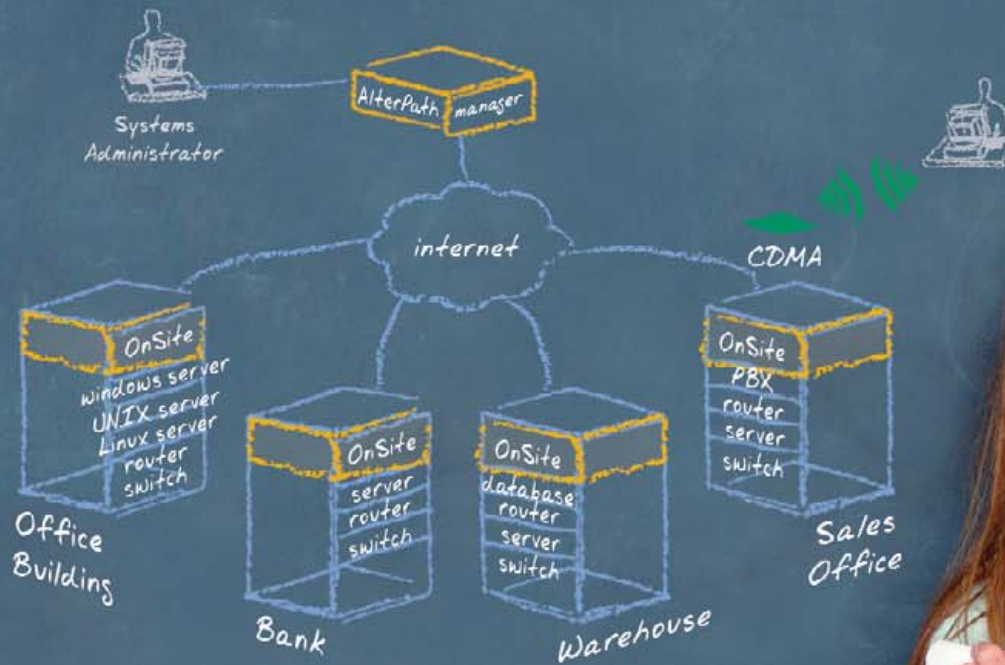 Systems
Administrator
AlterPath manager
internet
CDMA
OnSite
windows server
UNIX server
Linux server
router
switch
Office
Building
OnSite
server
router
switch
Bank
OnSite
database
router
server
switch
Warehouse
OnSite
PBX
router
server
switch
Sales
Office